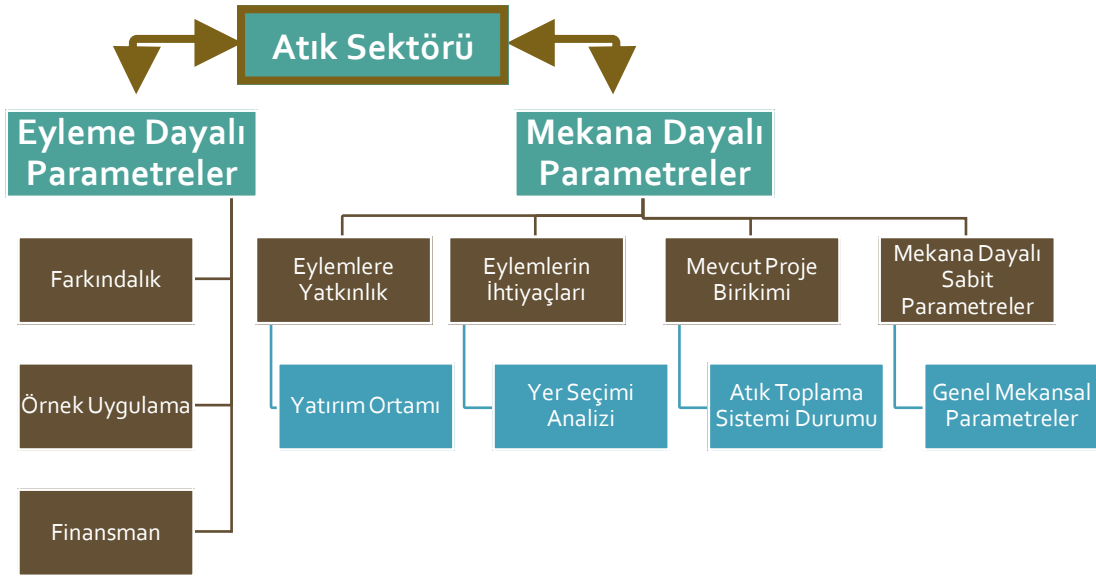 Atık Sektörü
Eyleme Dayalı
Parametreler
Mekana Dayalı
Parametreler
Farkındalık
Örnek Uygulama
Finansman
Eylemlere
Yatkınlık
Eylemlerin
İhtiyaçları
Mevcut Proje
Birikimi
Mekana Dayalı
Sabit
Parametreler
Yatırım Ortamı
Yer Seçimi
Analizi
Atık Toplama
Sistemi Durumu
Genel Mekansal
Parametreler